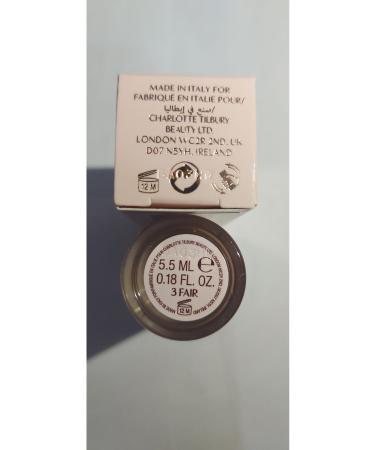 MADE IN ITALY FOR
FABRIQUÉ EN ITALIE POUR/
صنع في إيطاليا/
CHARLOTTE TILBURY
BEAUTY LTD.
LONDON WC2R 2ND. UK
D07 N5YH. IRELAND
12 M
5.5 ML e
0.18 FL. OZ.
3 FAIR
12 M